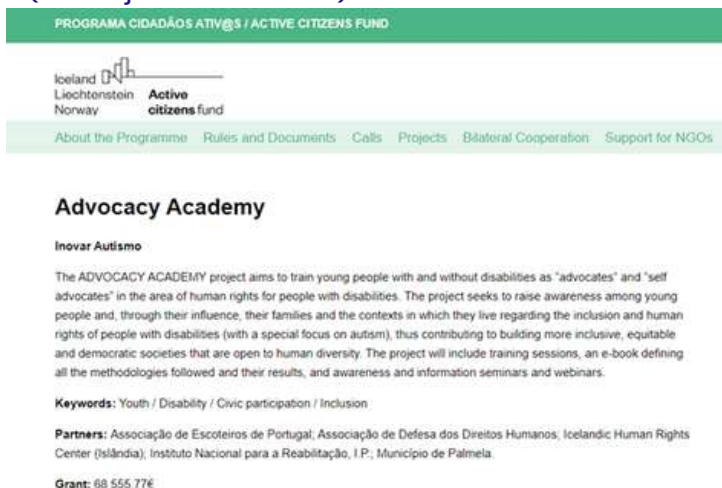 PROGRAMA CIDADÃOS ATIV@S / ACTIVE CITIZENS FUND
Iceland
Liechtenstein Active
Norway citizens fund
About the Programme Rules and Documents Calls Projects Bilateral Cooperation Support for NGOs
Advocacy Academy
Inovar Autismo
The ADVOCACY ACADEMY project aims to train young people with and without disabilities as "advocates" and "self
advocates" in the area of human rights for people with disabilities. The project seeks to raise awareness among young
people and, through their influence, their families and the contexts in which they live regarding the inclusion and human
rights of people with disabilities (with a special focus on autism), thus contributing to building more inclusive, equitable
and democratic societies that are open to human diversity. The project will include training sessions, an e-book defining
all the methodologies followed and their results, and awareness and information seminars and webinars.
Keywords: Youth / Disability / Civic participation / Inclusion
Partners: Associação de Escoteiros de Portugal; Associação de Defesa dos Direitos Humanos; Icelandic Human Rights
Center (Islândia); Instituto Nacional para a Reabilitação, I.P.; Município de Palmela.
Grant: 68 555,77€